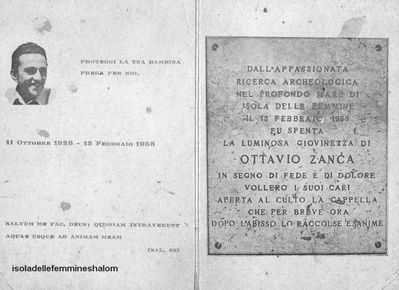 PROTEGGI LA TUA BAMBINA
PREGA PER NOI.
11 OTTOBRE 1926 - 13 FEBBRAIO 1958
SALVUM ME FAC, DEUS; QUONIAM INTRAVERUNT
AQUAE USQUE AD ANIMAM MEAM
(SAL. 68)
isoladellefemmineshalom
DALL'APPASSIONATA
RICERCA ARCHEOLOGICA
NEL PROFONDO MARE DI
ISOLA DELLE FEMMINE
IL 13 FEBBRAIO 1958
FU SPENTA
LA LUMINOSA GIOVINEZZA DI
OTTAVIO ZANCA
IN SEGNO DI FEDE E DI DOLORE
VOLLERO I SUOI CARI
APERTA AL CULTO LA CAPPELLA
CHE PER BREVE ORA
DOPO L'ABISSO LO RACCOLSE ESANIME